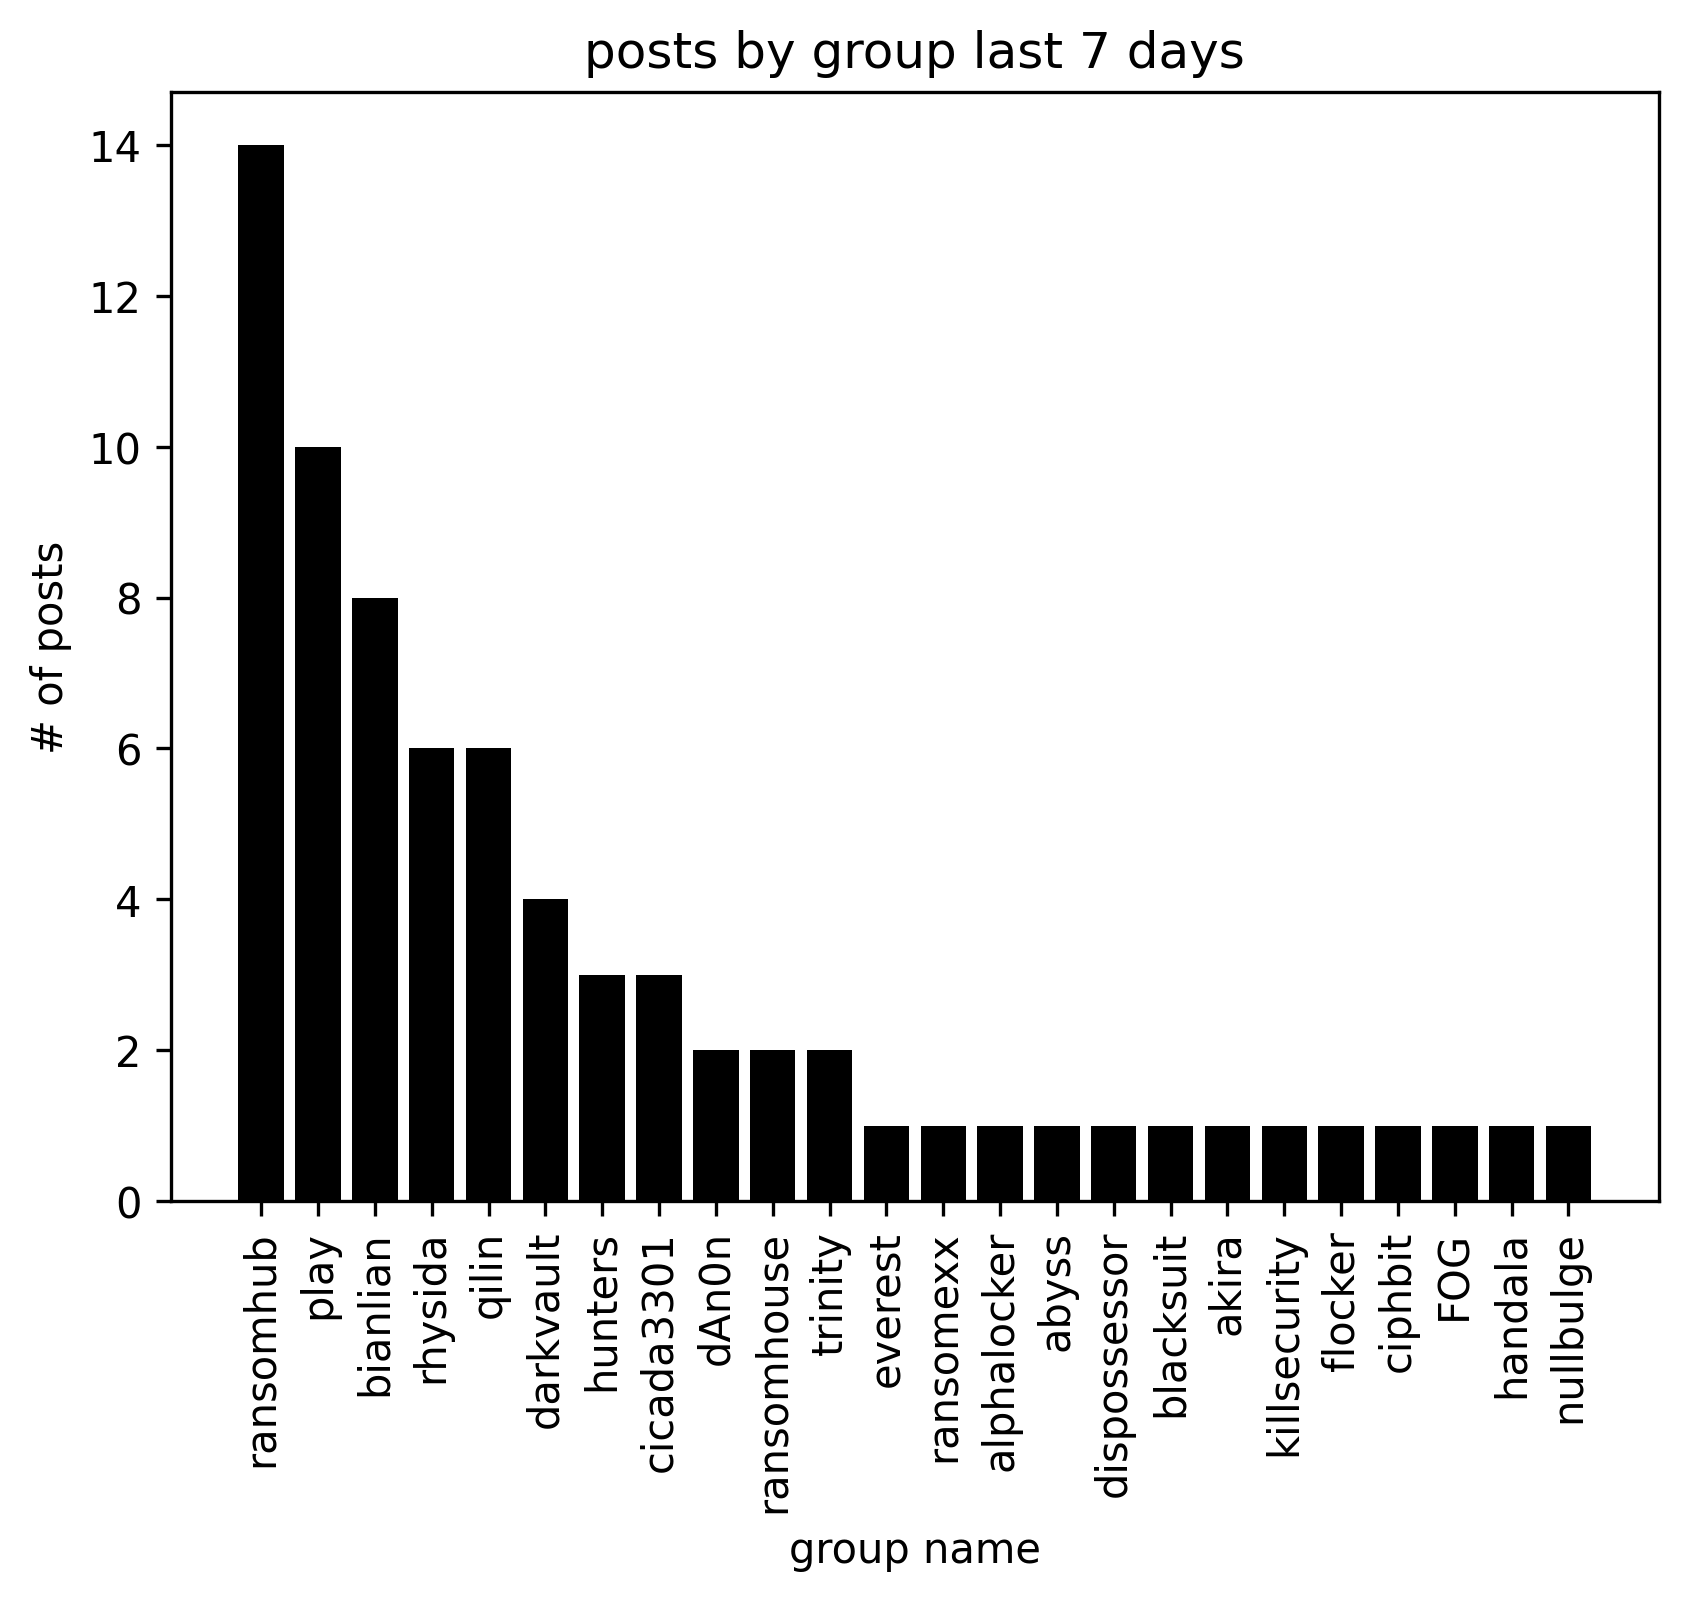 posts by group last 7 days
14
12
10
8
6
4
2
0
# of posts
ransomhub
play
bianlian
rhysida
qilin
darkvault
hunters
cicada3301
dAn0n
ransomhouse
trinity
everest
ransomexx
alphalocker
abyss
dispossessor
blacksuit
akira
killsecurity
flocker
ciphbit
FOG
handala
nullbulge
group name